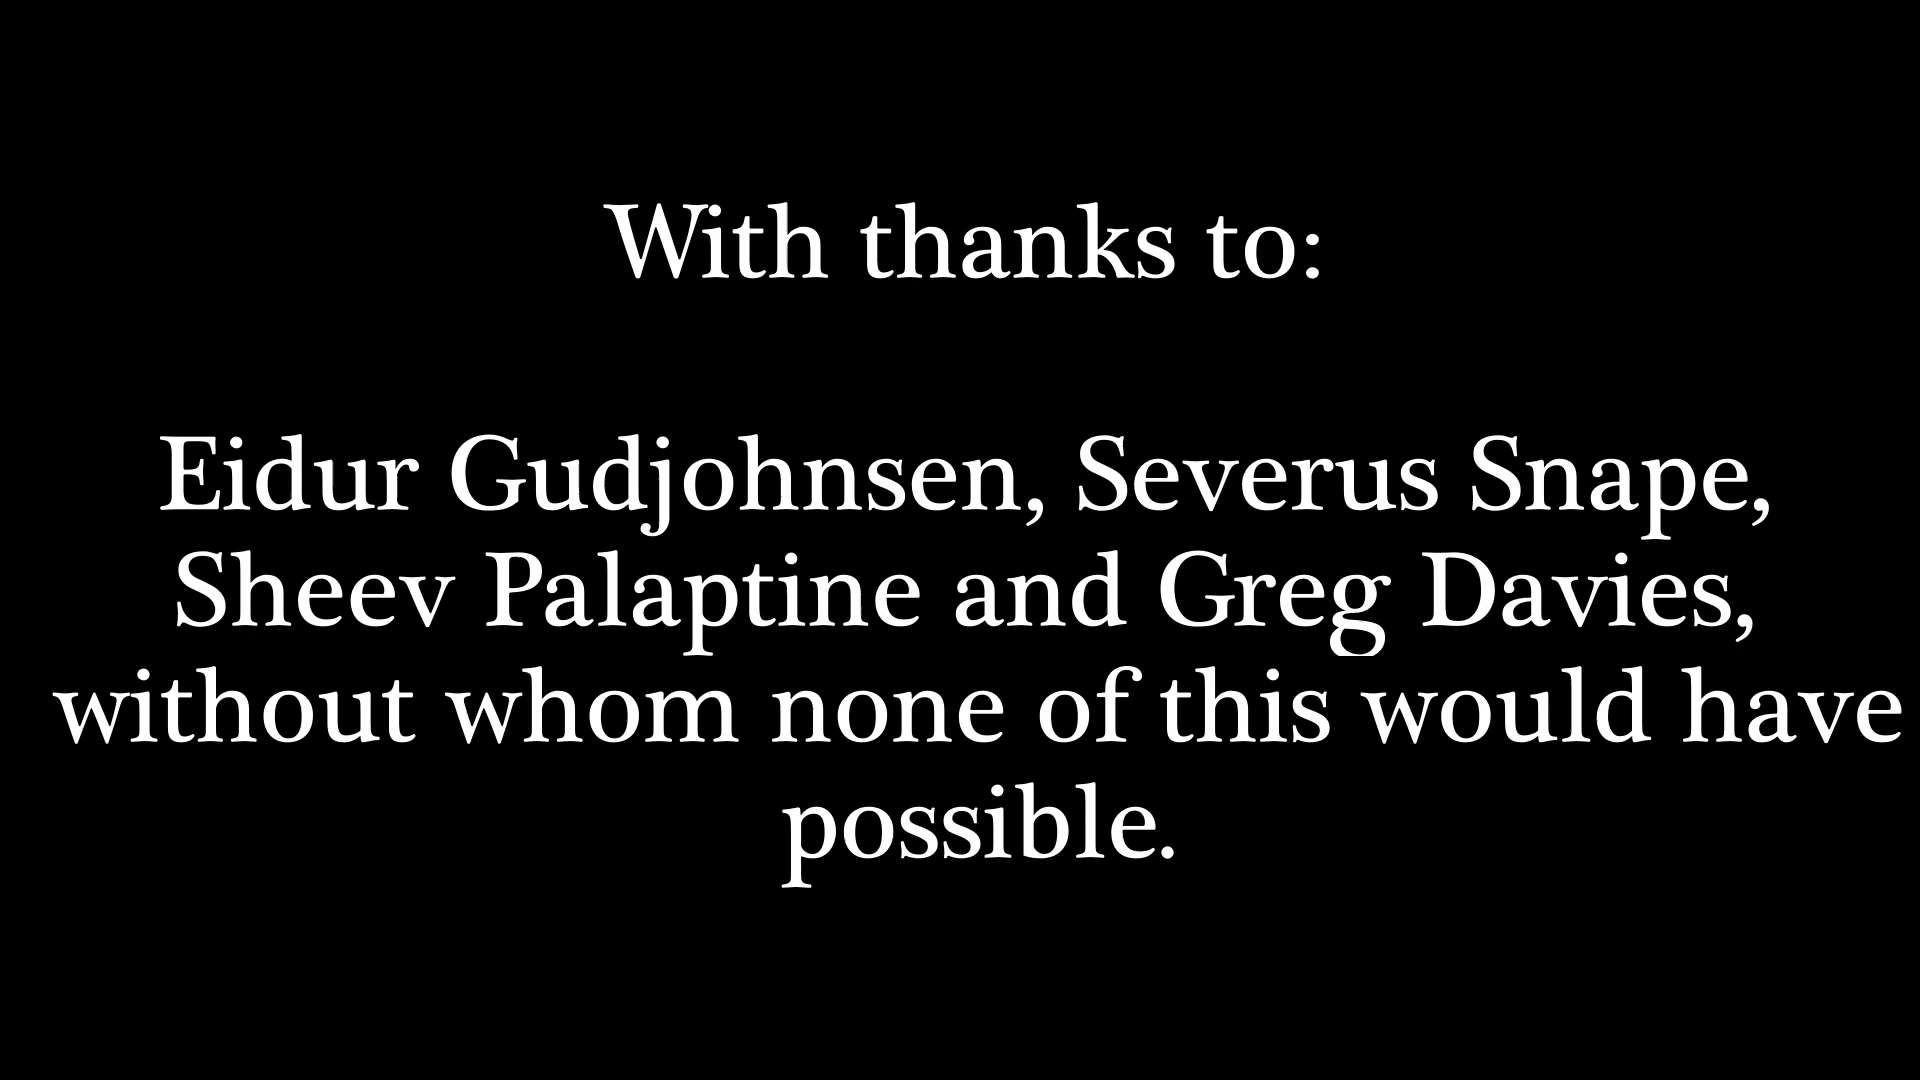 With thanks to:
Eidur Gudjohnsen, Severus Snape,
Sheev Palaptine and Greg Davies,
without whom none of this would have
possible.